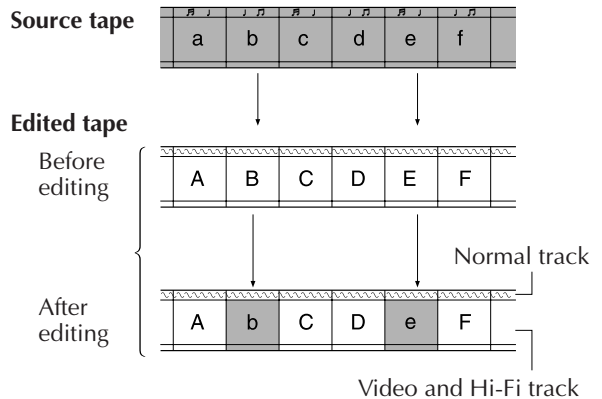 Source tape
a b c d e f
Edited tape
Before
editing
A B C D E F
Normal track
After
editing
A b C D e F
Video and Hi-Fi track